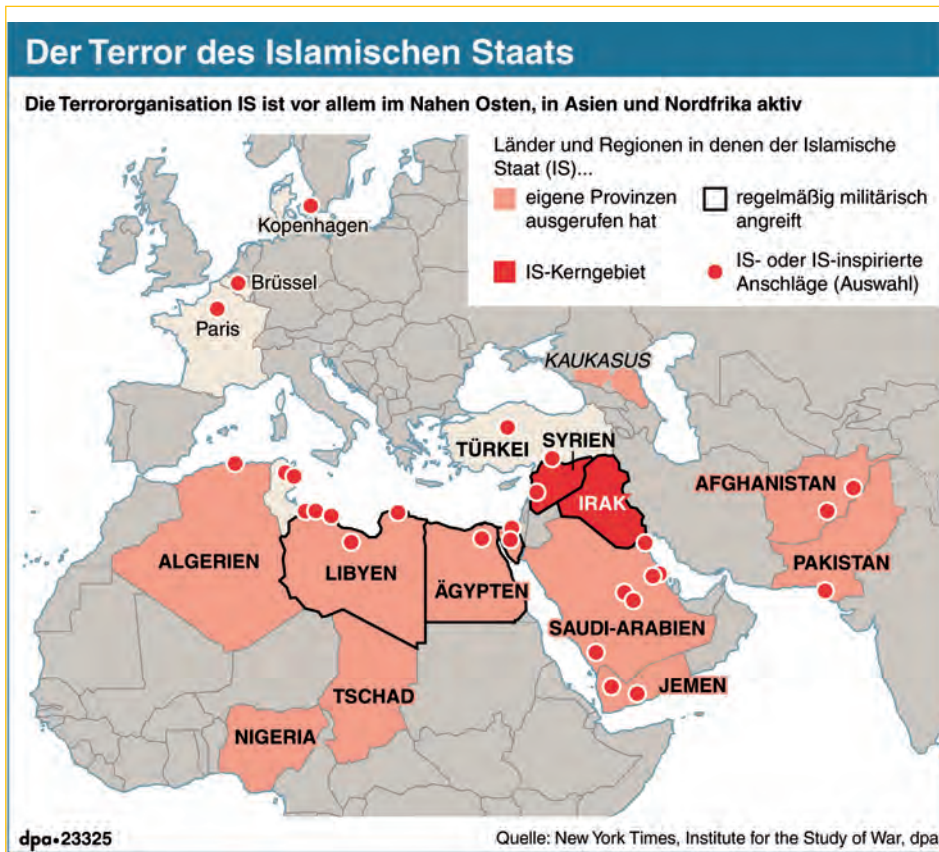 Der Terror des Islamischen Staats
Die Terrororganisation IS ist vor allem im Nahen Osten, in Asien und Nordfrika aktiv
Länder und Regionen in denen der Islamische
Staat (IS)...
eigene Provinzen
ausgerufen hat
regelmäßig militärisch
angreift
IS-Kerngebiet
IS- oder IS-inspirierte
Anschläge (Auswahl)
Kopenhagen
Brüssel
Paris
KAUKASUS
TÜRKEI
SYRIEN
IRAK
AFGHANISTAN
PAKISTAN
ALGERIEN
LIBYEN
ÄGYPTEN
SAUDI-ARABIEN
JEMEN
TSCHAD
NIGERIA
dpa•23325
Quelle: New York Times, Institute for the Study of War, dpa